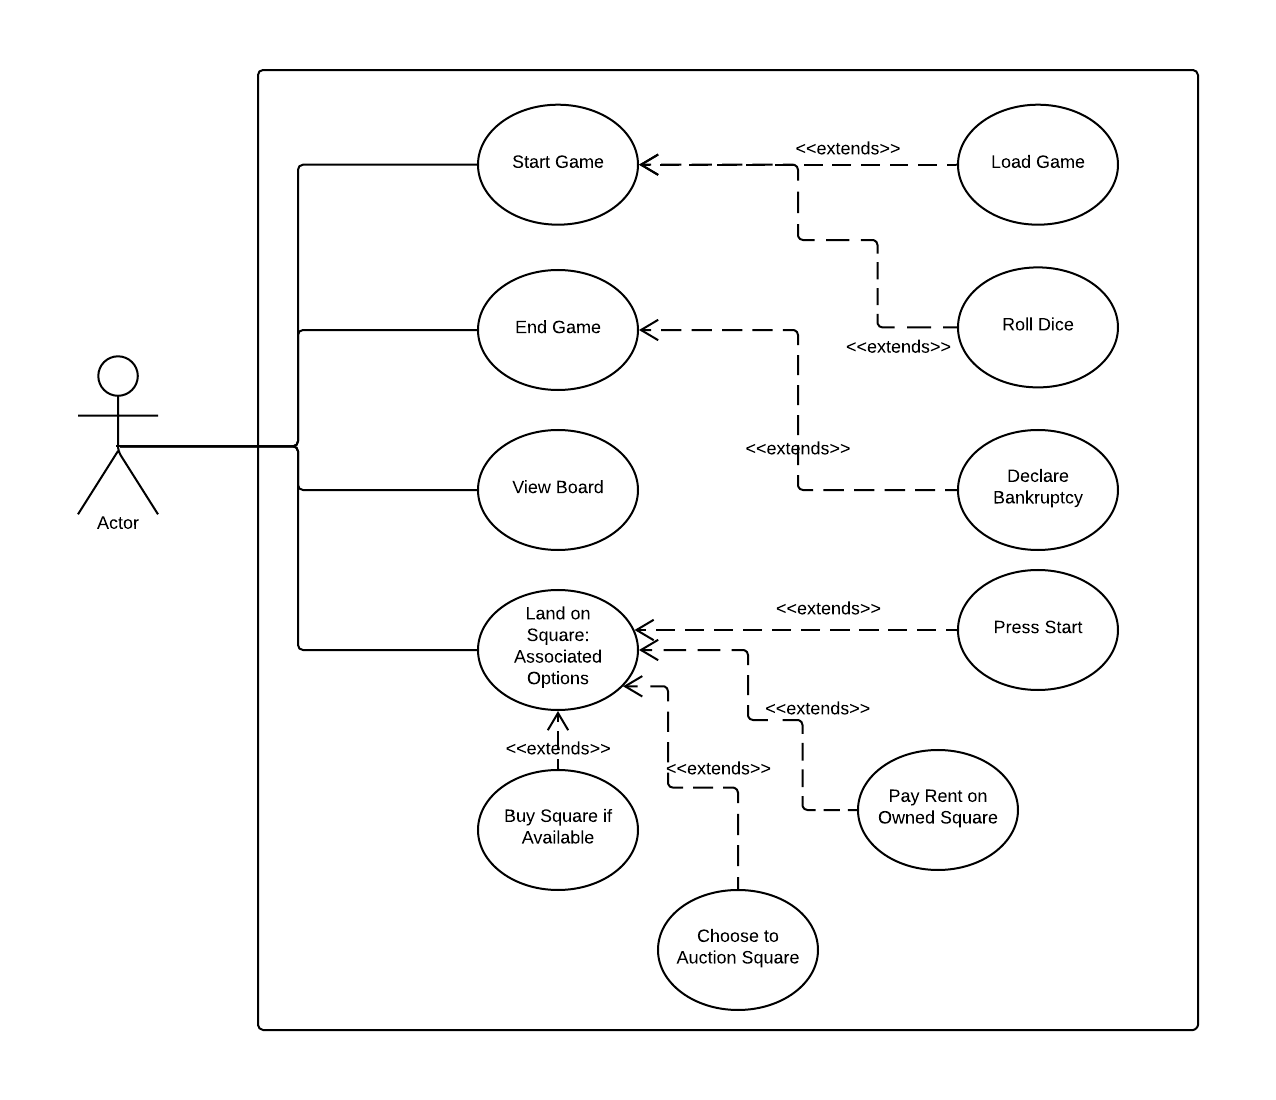 <<extends>>
Start Game
Load Game
Roll Dice
End Game
<<extends>>
<<extends>>
Declare
Bankruptcy
View Board
Actor
<<extends>>
Press Start
Land on
Square:
Associated
Options
<<extends>>
<<extends>>
<<extends>>
Pay Rent on
Owned Square
Buy Square if
Available
Choose to
Auction Square